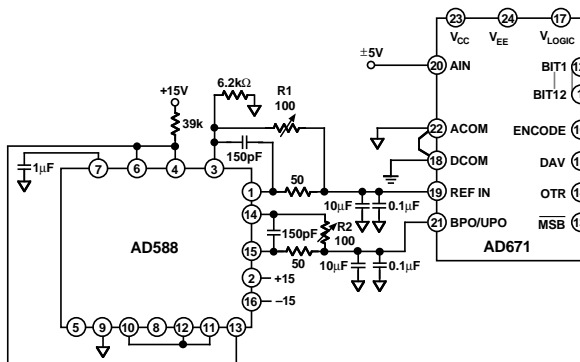 23
24
17
VCC
VEE
VLOGIC
±5V
20
AIN
BIT1
BIT12
6.2kΩ
R1
100
+15V
39k
150pF
22
ACOM
ENCODE
18
DCOM
DAV
1µF
7
6
4
3
1
50
19
REF IN
OTR
10µF
0.1µF
14
21
BPO/UPO
MSB
150pF
R2
100
AD588
15
50
10µF
0.1µF
AD671
2
+15
16
–15
5
9
10
8
12
11
13